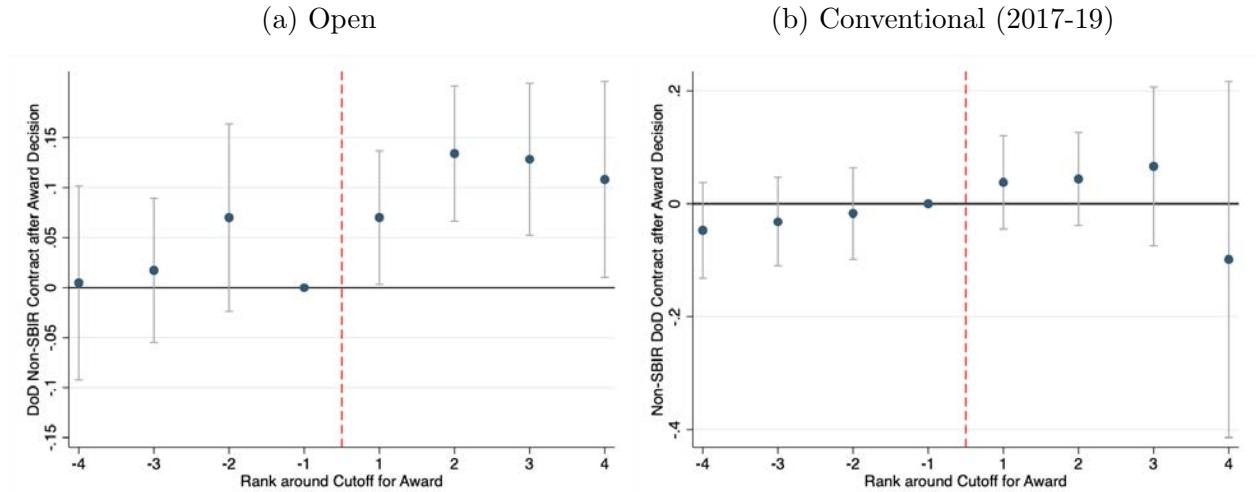 (a) Open
(b) Conventional (2017-19)
DoD Non-SBIR Contract after Award Decision
.15
.1
.05
0
-.05
-.1
-.15
-4 -3 -2 -1 1 2 3 4
Rank around Cutoff for Award
Non-SBIR DoD Contract after Award Decision
.2
0
-.2
-.4
-4 -3 -2 -1 1 2 3 4
Rank around Cutoff for Award